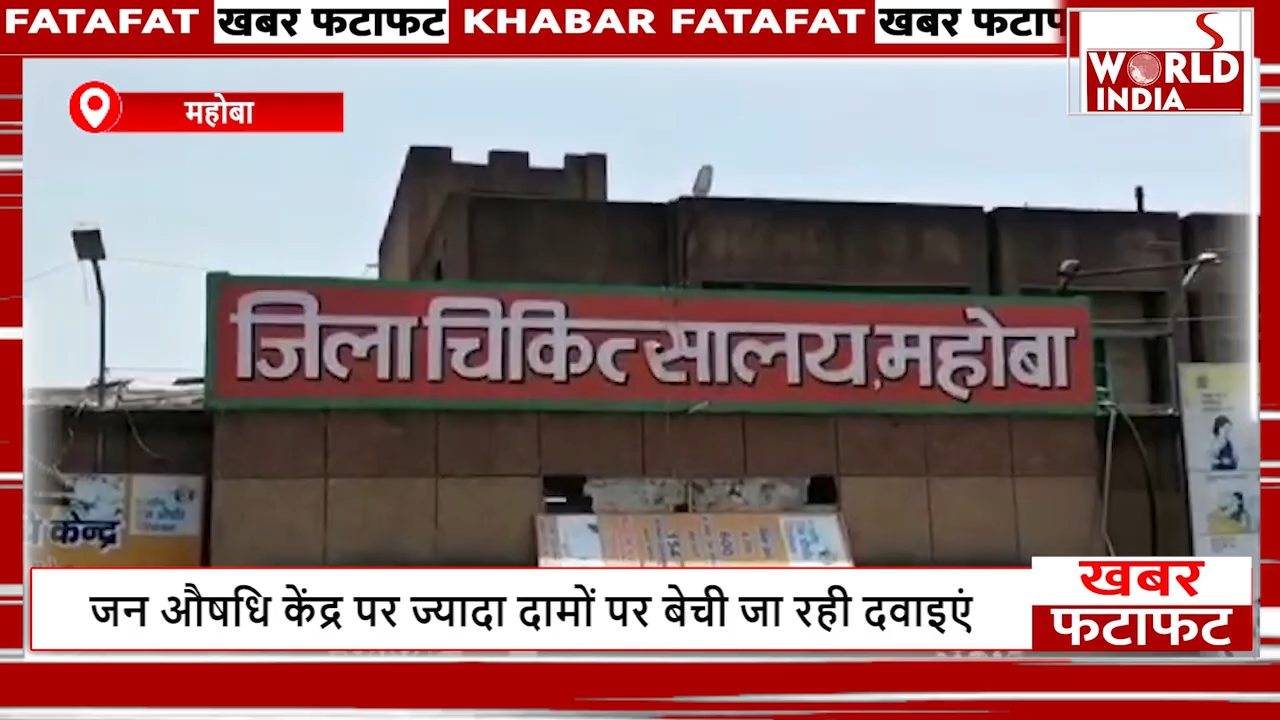 FATAFAT खबर फटाफट KHABAR FATAFAT खबर फटाफ
WORLD
INDIA
महोबा
जिला चिकित्सालय,महोबा
केन्द्र
जन औषधि केंद्र पर ज्यादा दामों पर बेची जा रही दवाइएं
खबर
फटाफट